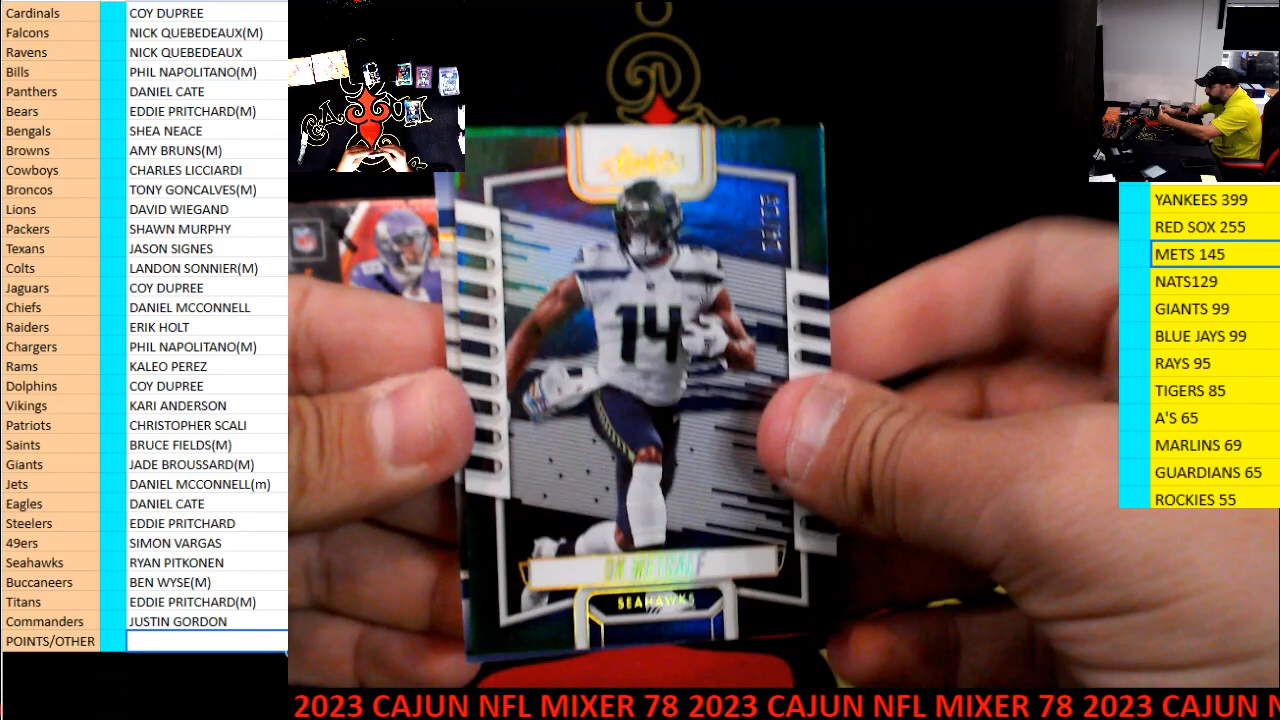 Cardinals COY DUPREE
Falcons NICK QUEBEDEAUX(M)
Ravens NICK QUEBEDEAUX
Bills PHIL NAPOLITANO(M)
Panthers DANIEL CATE
Bears EDDIE PRITCHARD(M)
Bengals SHEA NEACE
Browns AMY BRUNS(M)
Cowboys CHARLES LICCIARDI
Broncos TONY GONCALVES(M)
Lions DAVID WIEGAND
Packers SHAWN MURPHY
Texans JASON SIGNES
Colts LANDON SONNIER(M)
Jaguars COY DUPREE
Chiefs DANIEL MCCONNELL
Raiders ERIK HOLT
Chargers PHIL NAPOLITANO(M)
Rams KALEO PEREZ
Dolphins COY DUPREE
Vikings KARI ANDERSON
Patriots CHRISTOPHER SCALI
Saints BRUCE FIELDS(M)
Giants JADE BROUSSARD(M)
Jets DANIEL MCCONNELL(m)
Eagles DANIEL CATE
Steelers EDDIE PRITCHARD
49ers SIMON VARGAS
Seahawks RYAN PITKONEN
Buccaneers BEN WYSE(M)
Titans EDDIE PRITCHARD(M)
Commanders JUSTIN GORDON
POINTS/OTHER
14
DK METCALF
SEAHAWKS
YANKEES 399
RED SOX 255
METS 145
NATS129
GIANTS 99
BLUE JAYS 99
RAYS 95
TIGERS 85
A'S 65
MARLINS 69
GUARDIANS 65
ROCKIES 55
2023 CAJUN NFL MIXER 78 2023 CAJUN NFL MIXER 78 2023 CAJUN N